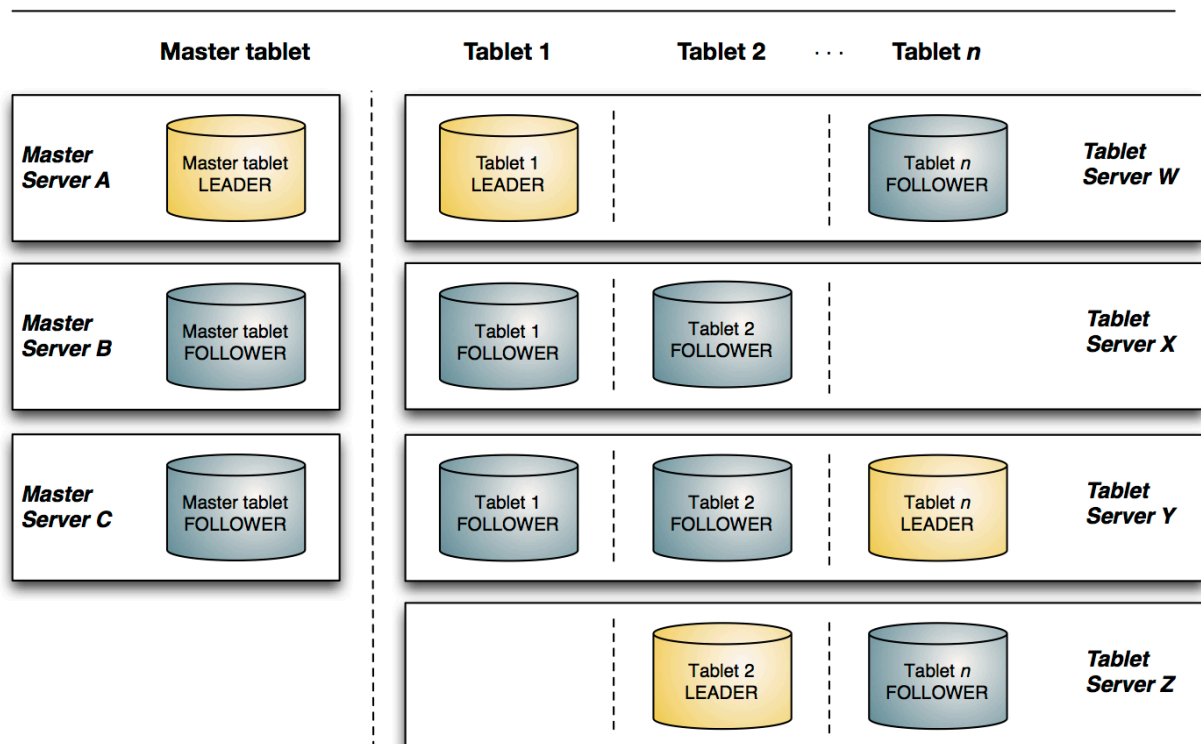 Master tablet
Tablet 1
Tablet 2
· · ·
Tablet n
Master
Server A
Master tablet
LEADER
Tablet 1
LEADER
Tablet n
FOLLOWER
Tablet
Server W
Master
Server B
Master tablet
FOLLOWER
Tablet 1
FOLLOWER
Tablet 2
FOLLOWER
Tablet
Server X
Master
Server C
Master tablet
FOLLOWER
Tablet 1
FOLLOWER
Tablet 2
FOLLOWER
Tablet n
LEADER
Tablet
Server Y
Tablet 2
LEADER
Tablet n
FOLLOWER
Tablet
Server Z